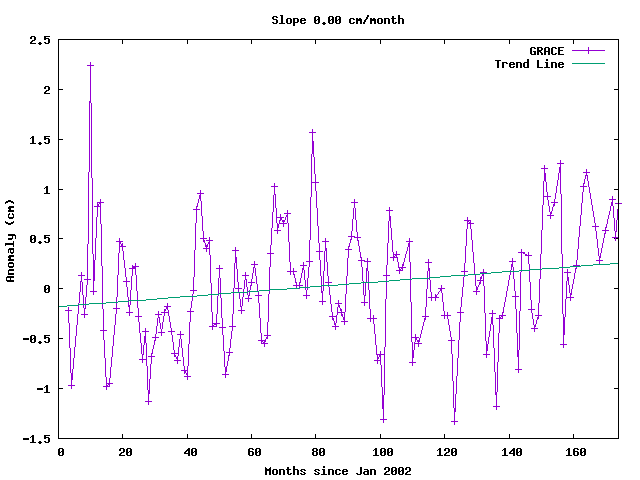 Slope 0.00 cm/month
2.5
GRACE
Trend Line
2
1.5
1
0.5
0
-0.5
-1
-1.5
Anomaly (cm)
0 20 40 60 80 100 120 140 160
Months since Jan 2002